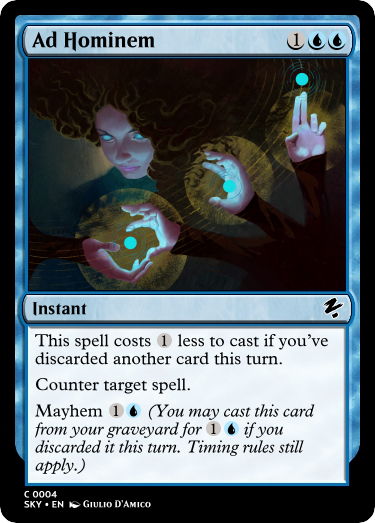 Ad Hominem 1
Instant
This spell costs 1 less to cast if you've
discarded another card this turn.
Counter target spell.
Mayhem 1 (You may cast this card
from your graveyard for 1 if you
discarded it this turn. Timing rules still
apply.)
C 0004
SKY • EN Giulio D'Amico